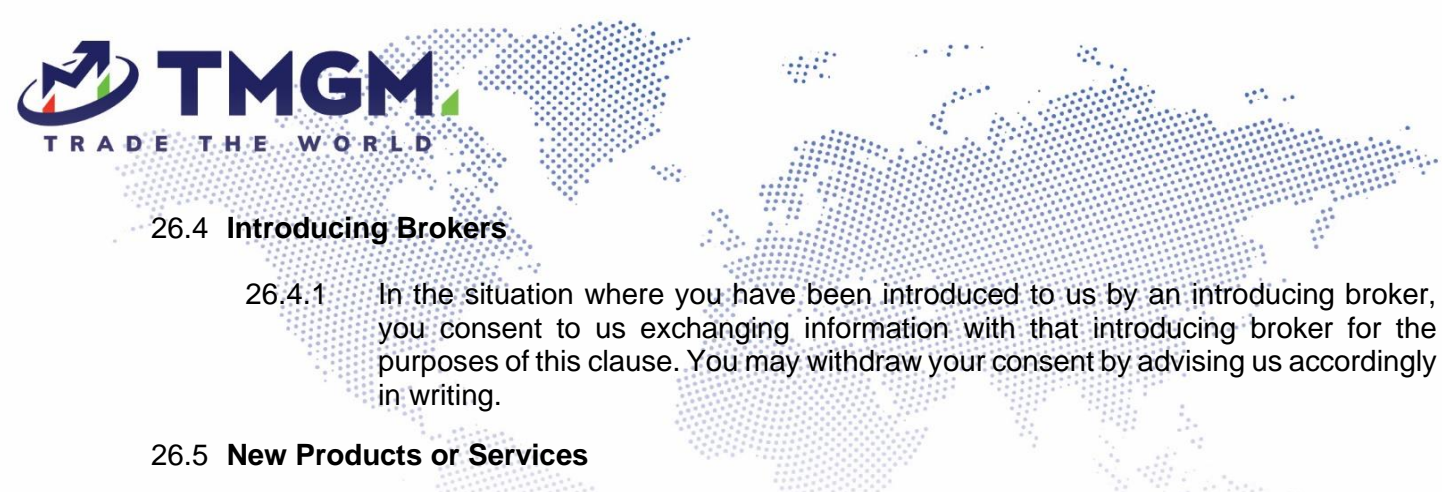 TMGM
TRADE THE WORLD
26.4 Introducing Brokers
26.4.1 In the situation where you have been introduced to us by an introducing broker,
you consent to us exchanging information with that introducing broker for the
purposes of this clause. You may withdraw your consent by advising us accordingly
in writing.
26.5 New Products or Services